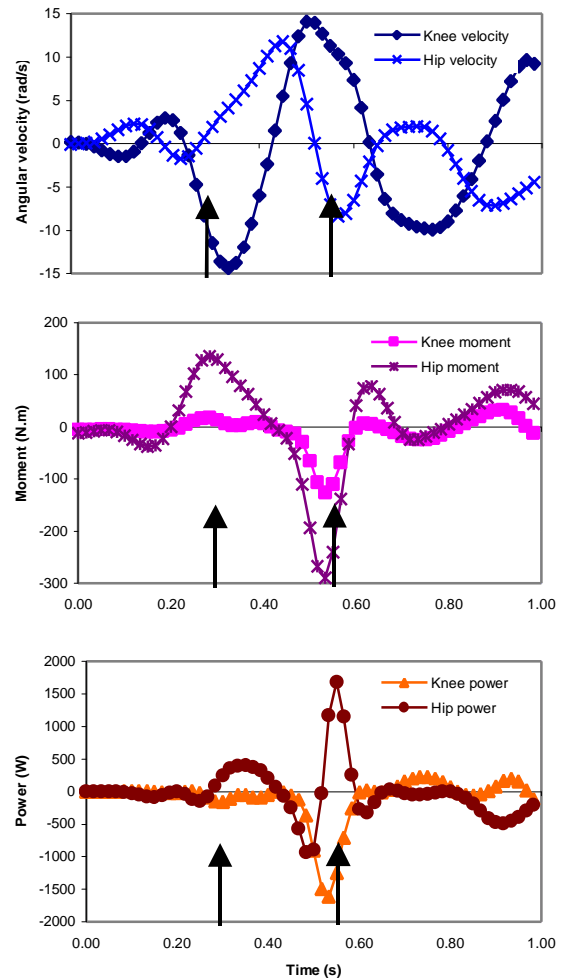 15
10
5
0
-5
-10
-15
Angular velocity (rad/s)
Knee velocity
Hip velocity
200
100
0
-100
-200
-300
Moment (N.m)
Knee moment
Hip moment
0.00 0.20 0.40 0.60 0.80 1.00
2000
1500
1000
500
0
-500
-1000
-1500
-2000
Power (W)
Knee power
Hip power
0.00 0.20 0.40 0.60 0.80 1.00
Time (s)